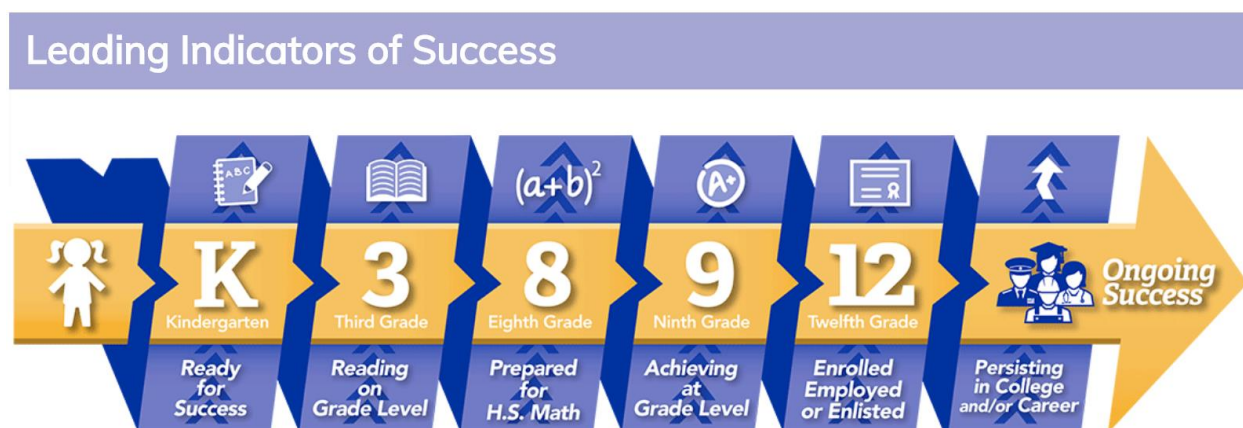 Leading Indicators of Success
ABC
(a+b)²
A+
K
Kindergarten
Ready
for
Success
3
Third Grade
Reading
on
Grade Level
8
Eighth Grade
Prepared
for
H.S. Math
9
Ninth Grade
Achieving
at
Grade Level
12
Twelfth Grade
Enrolled
Employed
or Enlisted
Ongoing
Success
Persisting
in College
and/or Career